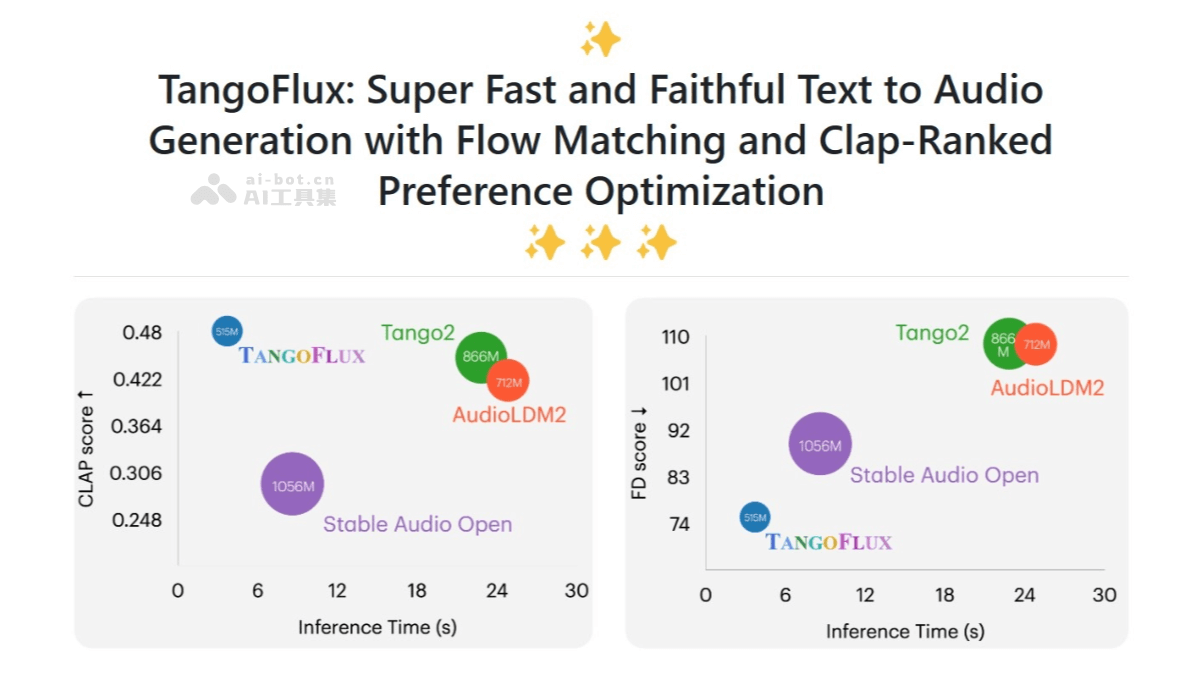 TangoFlux: Super Fast and Faithful Text to Audio
Generation with Flow Matching and Clap-Ranked
Preference Optimization
ai-bot.cn
AI工具集
CLAP score ↑
0.48
0.422
0.364
0.306
0.248
0
6
12
18
24
30
Inference Time (s)
515M
TANGOFLUX
Tango2
866M
712M
AudioLDM2
1056M
Stable Audio Open
FD score ↓
110
101
92
83
74
0
6
12
18
24
30
Inference Time (s)
Tango2
866
M
712M
AudioLDM2
1056M
Stable Audio Open
515M
TANGOFLUX